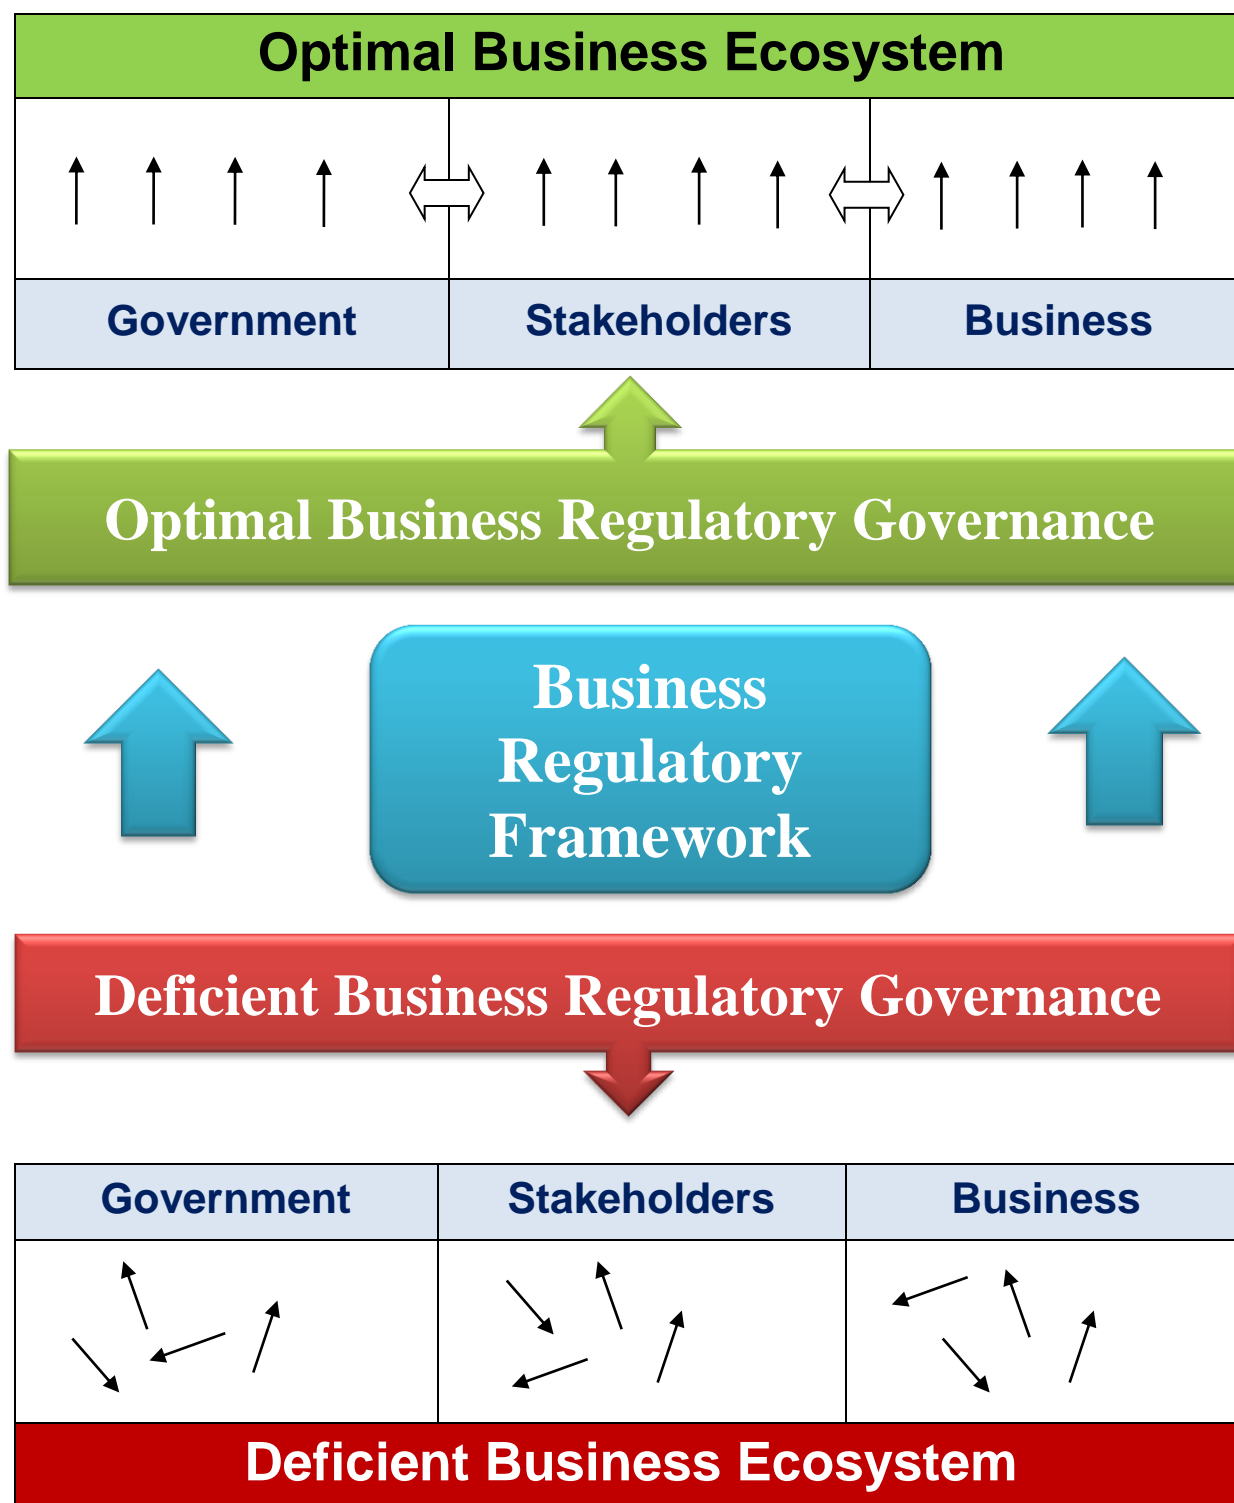 Optimal Business Ecosystem
Government Stakeholders Business
Optimal Business Regulatory Governance
Business
Regulatory
Framework
Deficient Business Regulatory Governance
Government Stakeholders Business
Deficient Business Ecosystem